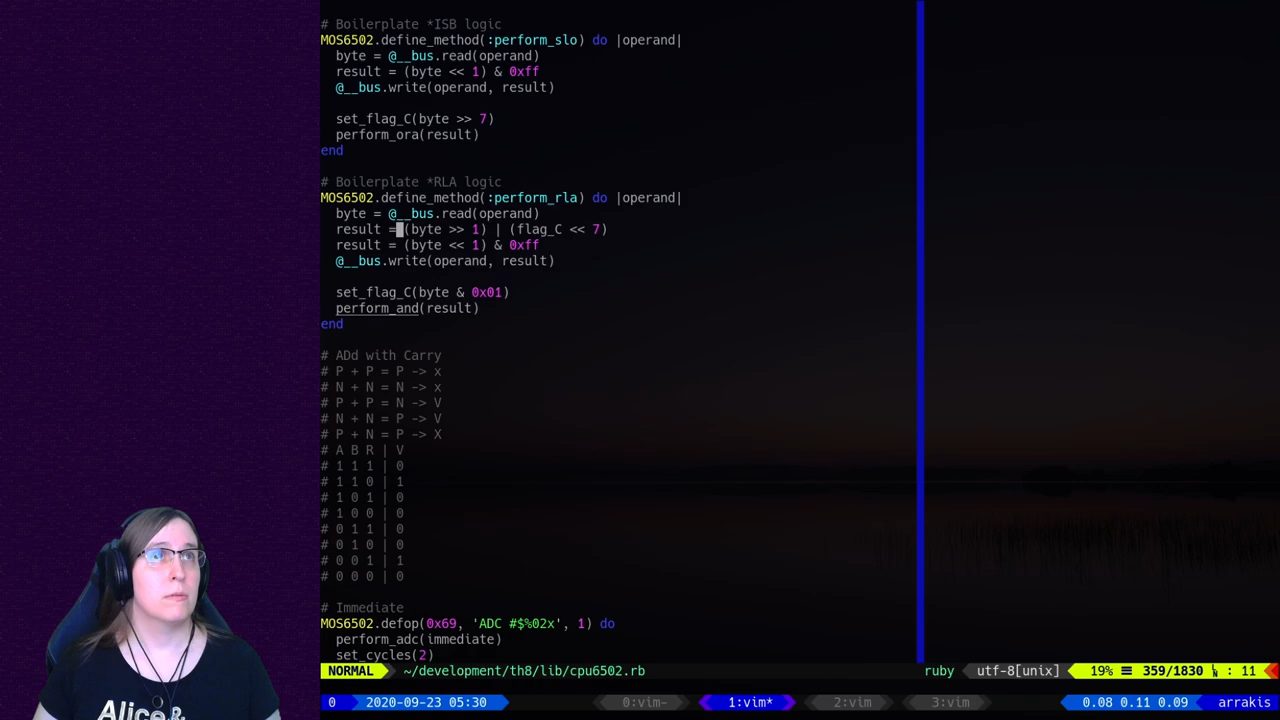 # Boilerplate *ISB logic
MOS6502.define_method(:perform_slo) do |operand|
byte = @__bus.read(operand)
result = (byte << 1) & 0xff
@__bus.write(operand, result)
set_flag_C(byte >> 7)
perform_ora(result)
end
# Boilerplate *RLA logic
MOS6502.define_method(:perform_rla) do |operand|
byte = @__bus.read(operand)
result = (byte >> 1) | (flag_C << 7)
result = (byte << 1) & 0xff
@__bus.write(operand, result)
set_flag_C(byte & 0x01)
perform_and(result)
end
# ADd with Carry
# P + P = P -> x
# N + N = N -> x
# P + P = N -> V
# N + N = P -> V
# P + N = P -> X
# A B R | V
# 1 1 1 | 0
# 1 1 0 | 1
# 1 0 1 | 0
# 1 0 0 | 0
# 0 1 1 | 0
# 0 1 0 | 0
# 0 0 1 | 1
# 0 0 0 | 0
# Immediate
MOS6502.defop(0x69, 'ADC #$%02x', 1) do
perform_adc(immediate)
set_cycles(2)
NORMAL ~/development/th8/lib/cpu6502.rb ruby utf-8[unix] 19% ☰ 359/1830 ㏑ : 11
0 2020-09-23 05:30 0:vim- 1:vim* 2:vim 3:vim 0.08 0.11 0.09 arrakis
Alice R.